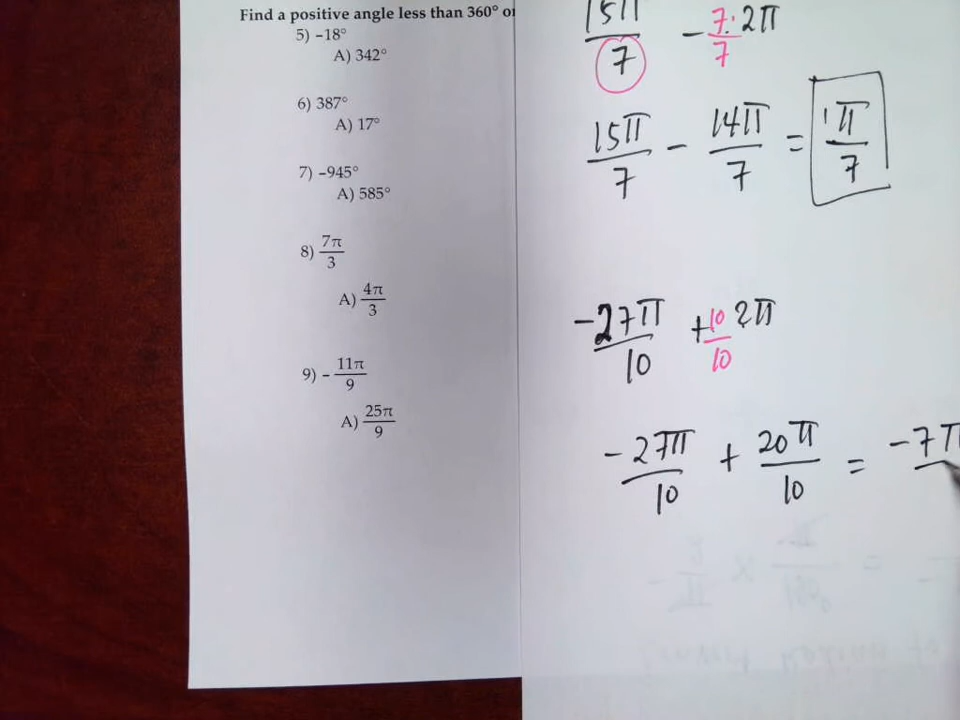 Find a positive angle less than 360° o
5) -18°
A) 342°
6) 387°
A) 17°
7) -945°
A) 585°
8) 7π/3
A) 4π/3
9) - 11π/9
A) 25π/9
15π/7 - 7·/7 2π
15π/7 - 14π/7 = 1π/7
-27π/10 + 10/10 2π
-27π/10 + 20π/10 = -7π